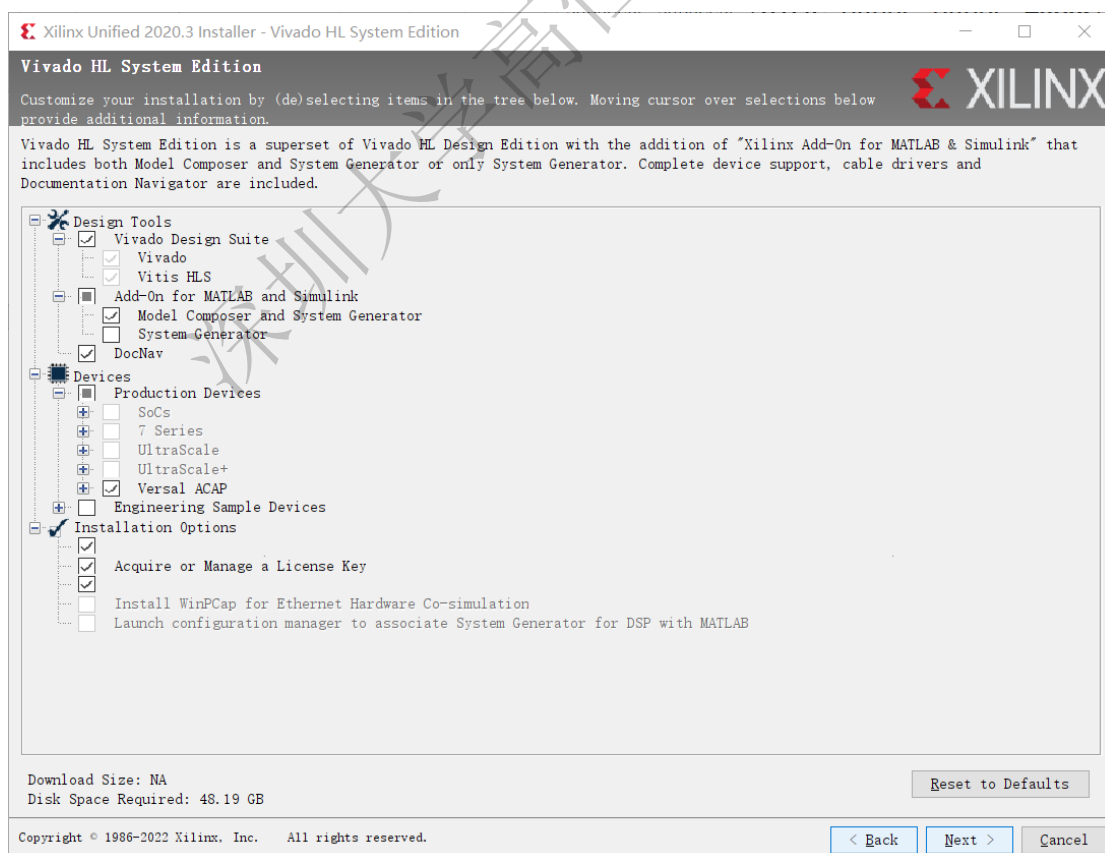 Xilinx Unified 2020.3 Installer - Vivado HL System Edition
Vivado HL System Edition
Customize your installation by (de)selecting items in the tree below. Moving cursor over selections below
provide additional information.
XILINX
Vivado HL System Edition is a superset of Vivado HL Design Edition with the addition of "Xilinx Add-On for MATLAB & Simulink" that
includes both Model Composer and System Generator or only System Generator. Complete device support, cable drivers and
Documentation Navigator are included.
Design Tools
Vivado Design Suite
Vivado
Vitis HLS
Add-On for MATLAB and Simulink
Model Composer and System Generator
System Generator
DocNav
Devices
Production Devices
SoCs
7 Series
UltraScale
UltraScale+
Versal ACAP
Engineering Sample Devices
Installation Options
Acquire or Manage a License Key
Install WinPCap for Ethernet Hardware Co-simulation
Launch configuration manager to associate System Generator for DSP with MATLAB
Download Size: NA
Disk Space Required: 48.19 GB
Reset to Defaults
Copyright © 1986-2022 Xilinx, Inc. All rights reserved.
< Back
Next >
Cancel
深圳大学高